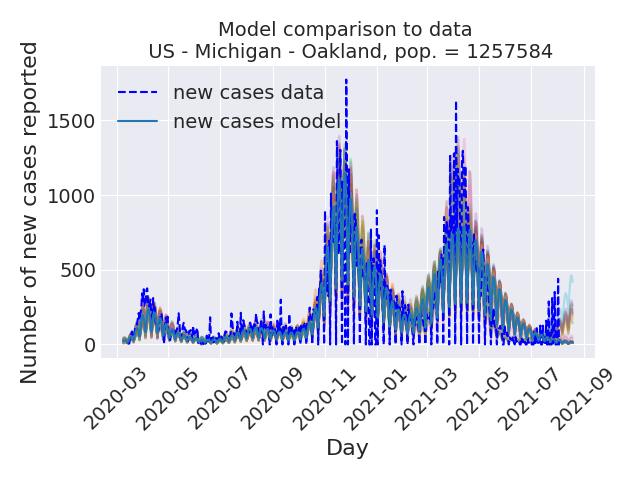 Model comparison to data
US - Michigan - Oakland, pop. = 1257584
Number of new cases reported
new cases data
new cases model
1500
1000
500
0
2020-03
2020-05
2020-07
2020-09
2020-11
2021-01
2021-03
2021-05
2021-07
2021-09
Day